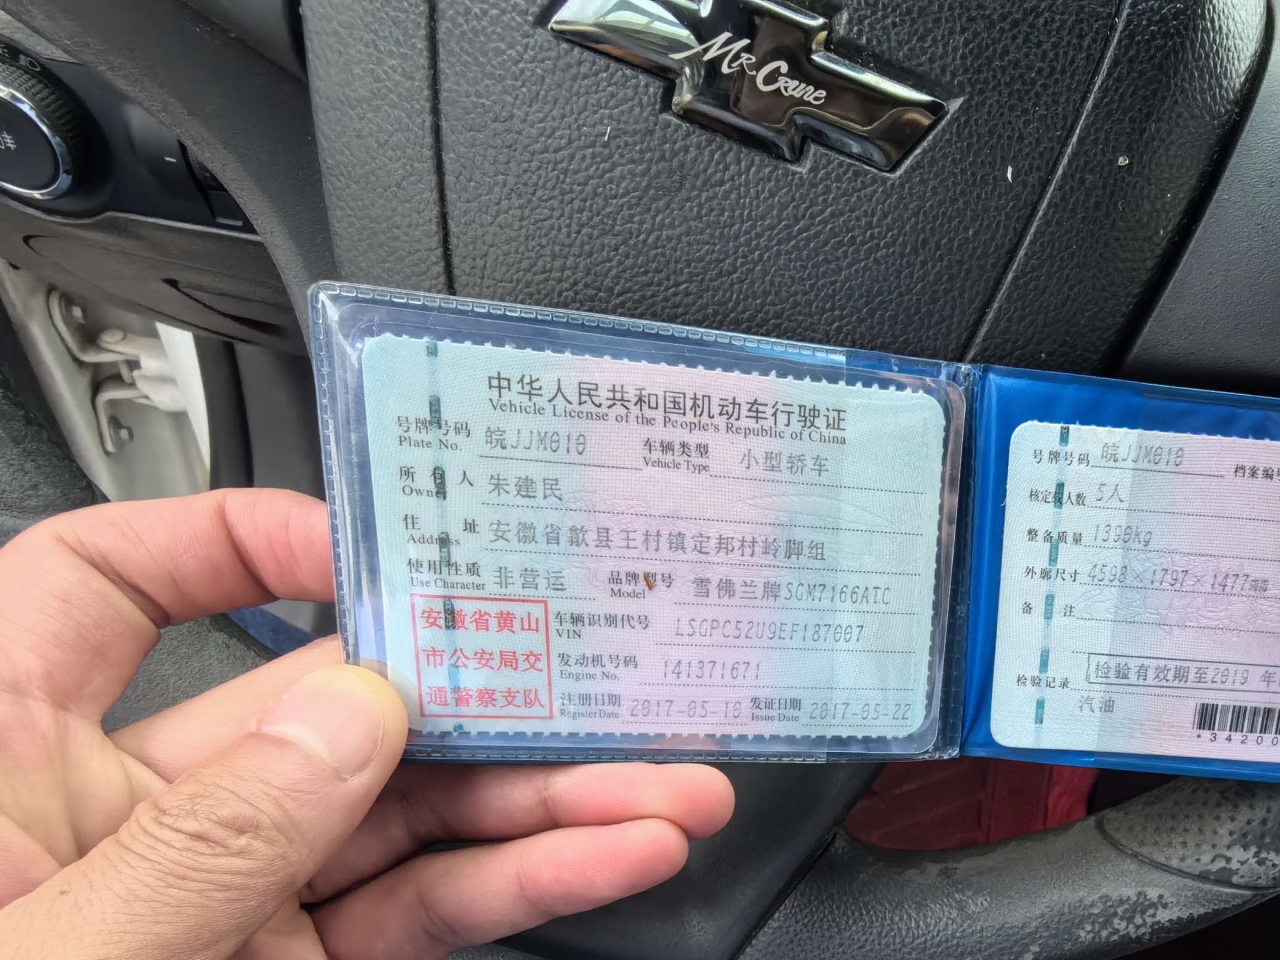 Mr Crane
中华人民共和国机动车行驶证
Vehicle License of the People's Republic of China
号牌号码 皖JJM010 车辆类型 小型轿车
Plate No. Vehicle Type
所有人 朱建民
Owner
住址 安徽省歙县王村镇定邦村岭脚组
Address
使用性质 非营运 品牌型号 雪佛兰牌SGM7166ATC
Use Character Model
安徽省黄山
市公安局交
通警察支队
车辆识别代号 LSGPC52U9EF187007
VIN
发动机号码 141371671
Engine No.
注册日期 2017-05-10 发证日期 2017-05-22
Register Date Issue Date
号牌号码 皖JJM010 档案编
核定载人数 5人
整备质量 1390kg
外廓尺寸 4598×1797×1477
备注
检验记录 检验有效期至2019 年
汽油
*34200